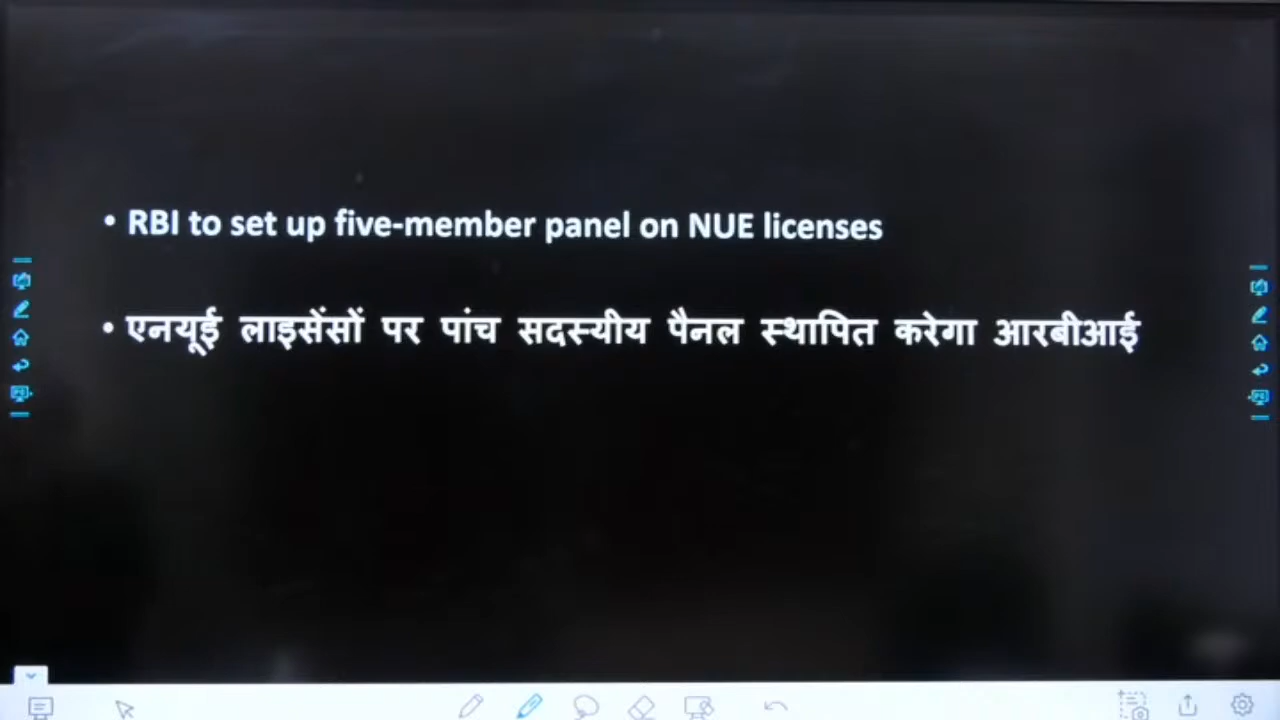 • RBI to set up five-member panel on NUE licenses
• एनयूई लाइसेंसों पर पांच सदस्यीय पैनल स्थापित करेगा आरबीआई